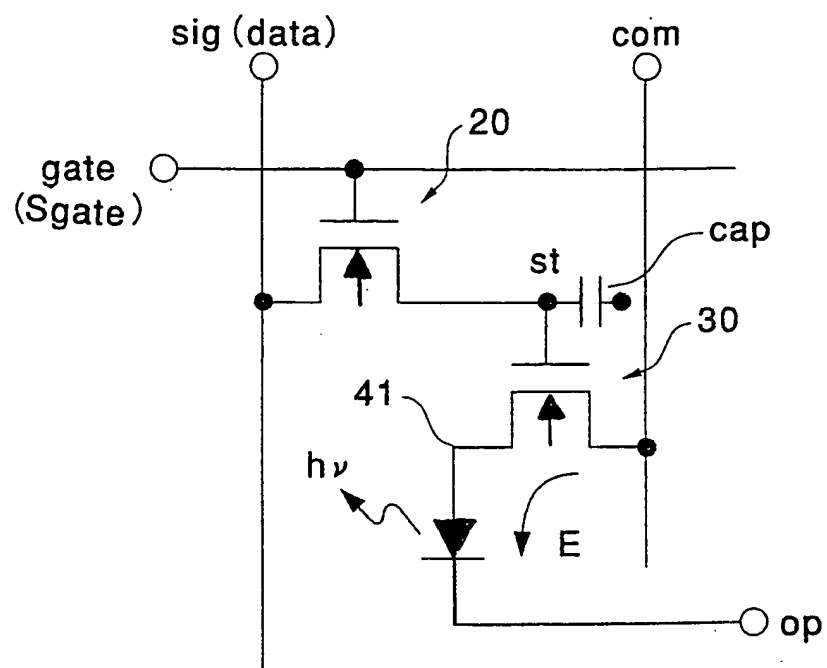 sig (data)
com
20
gate
(Sgate)
cap
st
30
41
hν
E
op